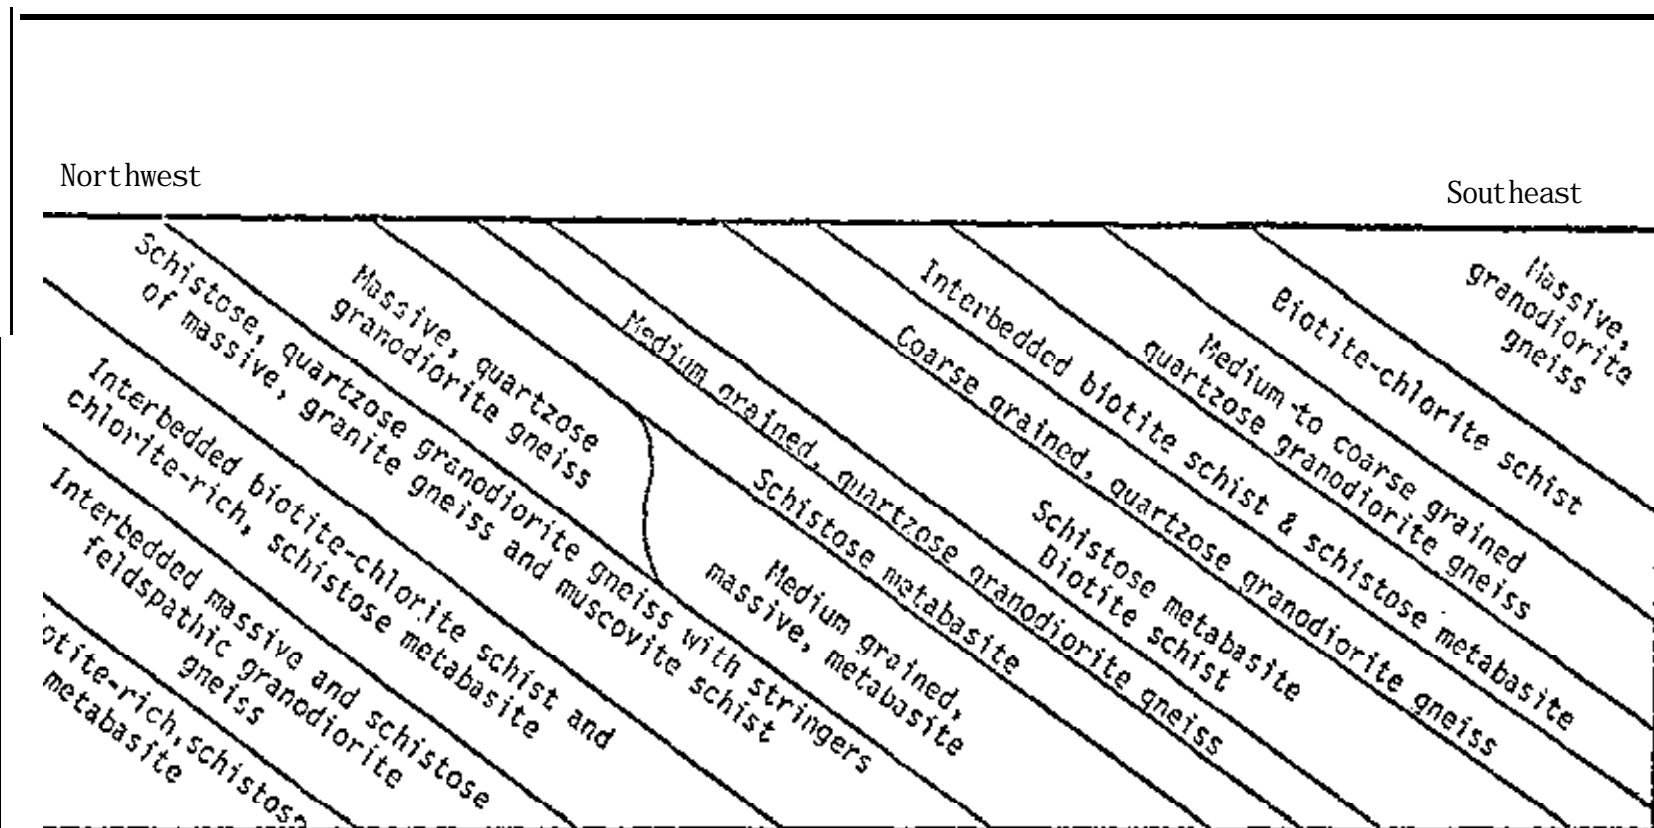 Northwest
Southeast
Schistose, quartzose granodiorite gneiss with stringers
of massive, granite gneiss and muscovite schist
Massive, quartzose
granodiorite gneiss
Medium grained, quartzose granodiorite gneiss
Interbedded biotite schist & schistose metabasite
Coarse grained, quartzose granodiorite gneiss
Medium to coarse grained
quartzose granodiorite gneiss
Biotite-chlorite schist
Massive,
granodiorite
gneiss
Interbedded biotite-chlorite schist and
chlorite-rich, schistose metabasite
Interbedded massive and schistose
feldspathic granodiorite
gneiss
Schistose metabasite
Schistose metabasite
Biotite schist
Medium grained,
massive, metabasite
otite-rich, schistose
metabasite